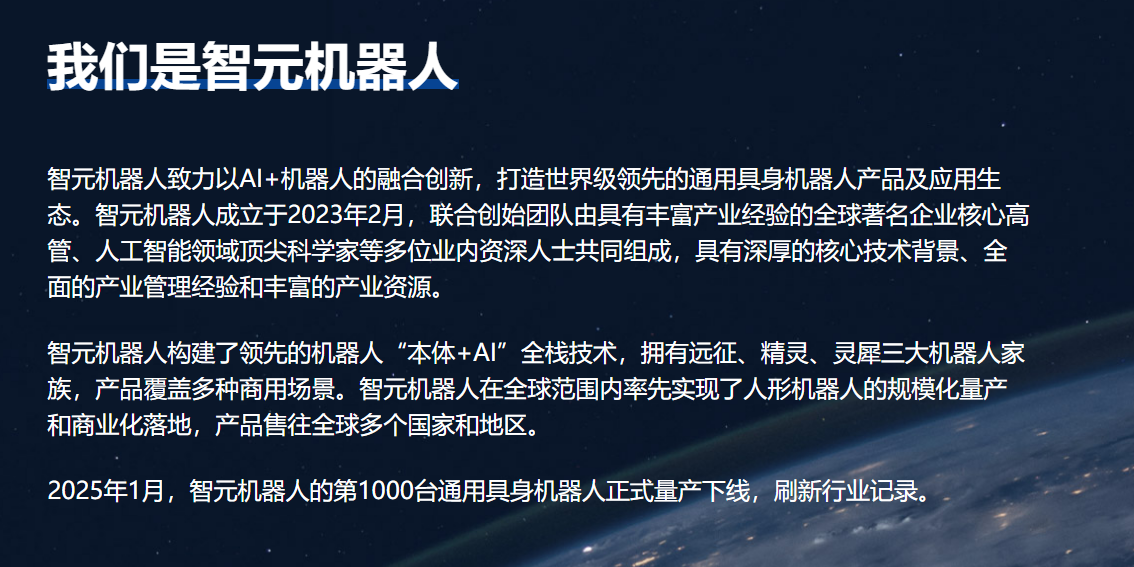 我们是智元机器人
智元机器人致力以AI+机器人的融合创新，打造世界级领先的通用具身机器人产品及应用生
态。智元机器人成立于2023年2月，联合创始团队由具有丰富产业经验的全球著名企业核心高
管、人工智能领域顶尖科学家等多位业内资深人士共同组成，具有深厚的核心技术背景、全
面的产业管理经验和丰富的产业资源。
智元机器人构建了领先的机器人“本体+AI”全栈技术，拥有远征、精灵、灵犀三大机器人家
族，产品覆盖多种商用场景。智元机器人在全球范围内率先实现了人形机器人的规模化量产
和商业化落地，产品售往全球多个国家和地区。
2025年1月，智元机器人的第1000台通用具身机器人正式量产下线，刷新行业记录。